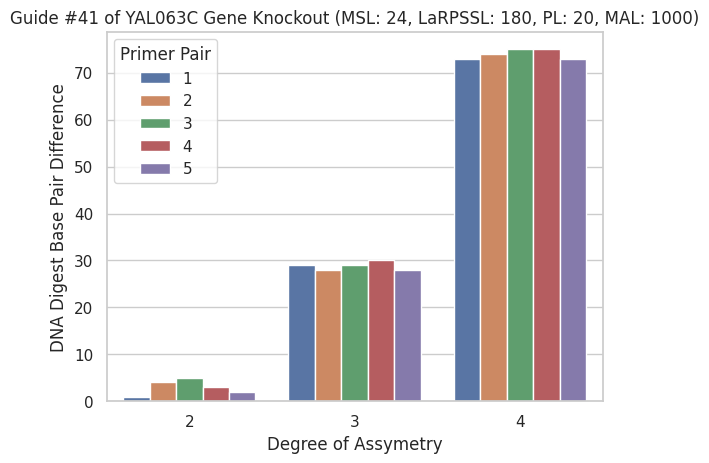 Guide #41 of YAL063C Gene Knockout (MSL: 24, LaRPSSL: 180, PL: 20, MAL: 1000)
Primer Pair
1
2
3
4
5
DNA Digest Base Pair Difference
70
60
50
40
30
20
10
0
2 3 4
Degree of Assymetry